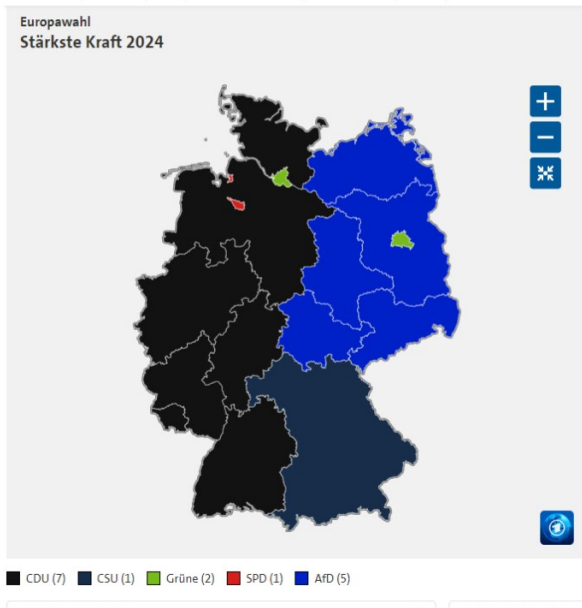 Europawahl
Stärkste Kraft 2024
CDU (7) CSU (1) Grüne (2) SPD (1) AfD (5)